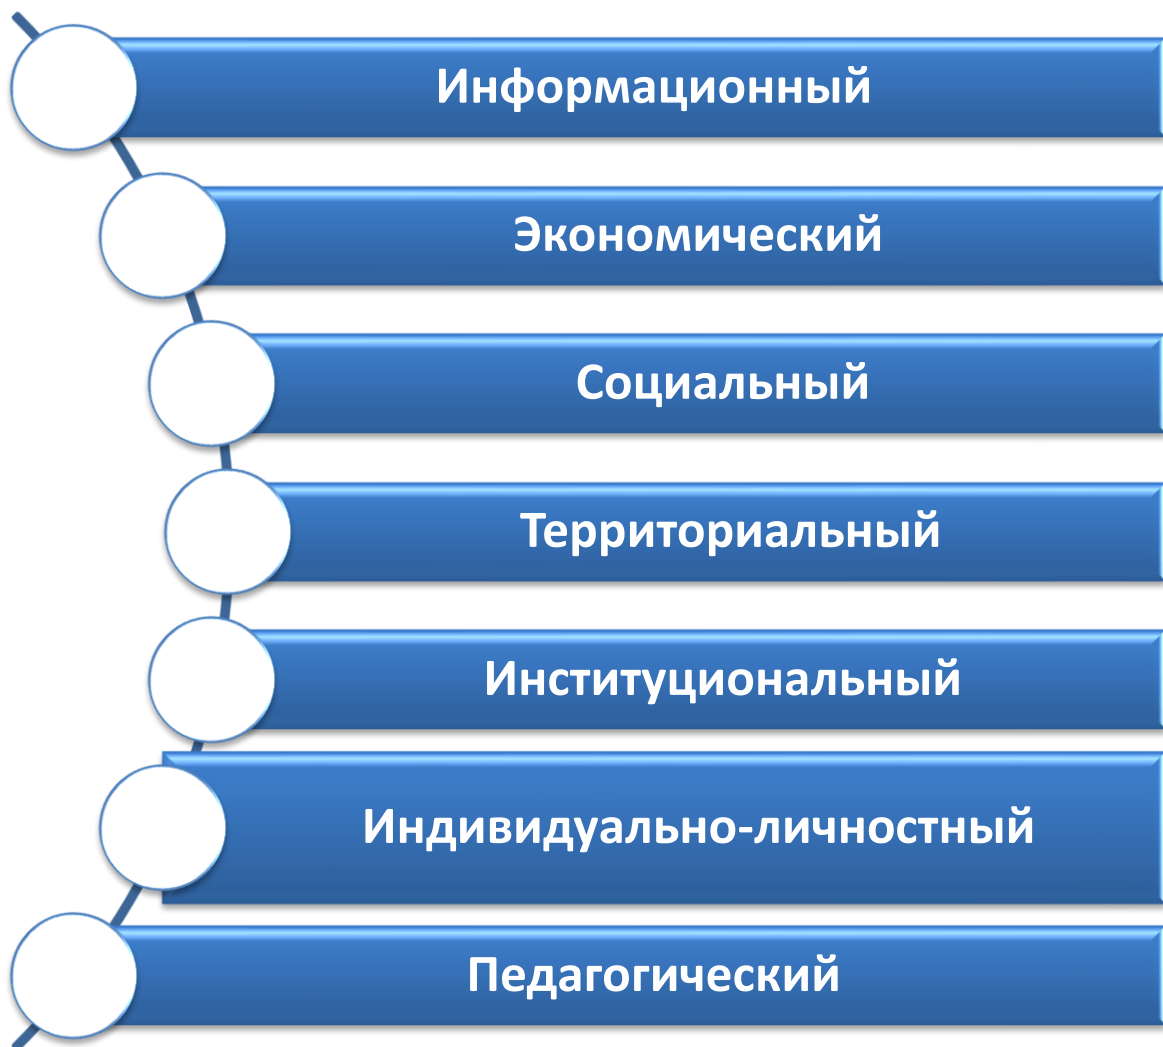 Информационный
Экономический
Социальный
Территориальный
Институциональный
Индивидуально-личностный
Педагогический